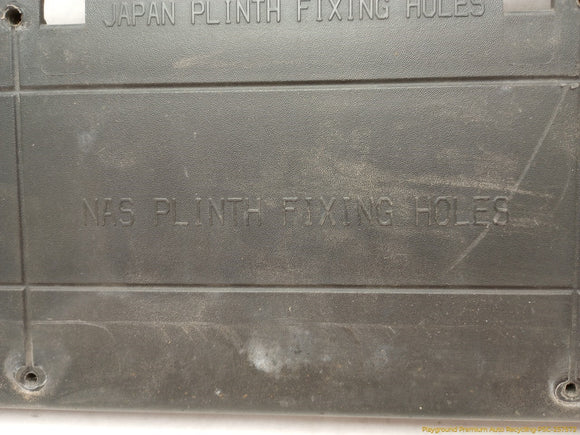 JAPAN PLINTH FIXING HOLES
NAS PLINTH FIXING HOLES